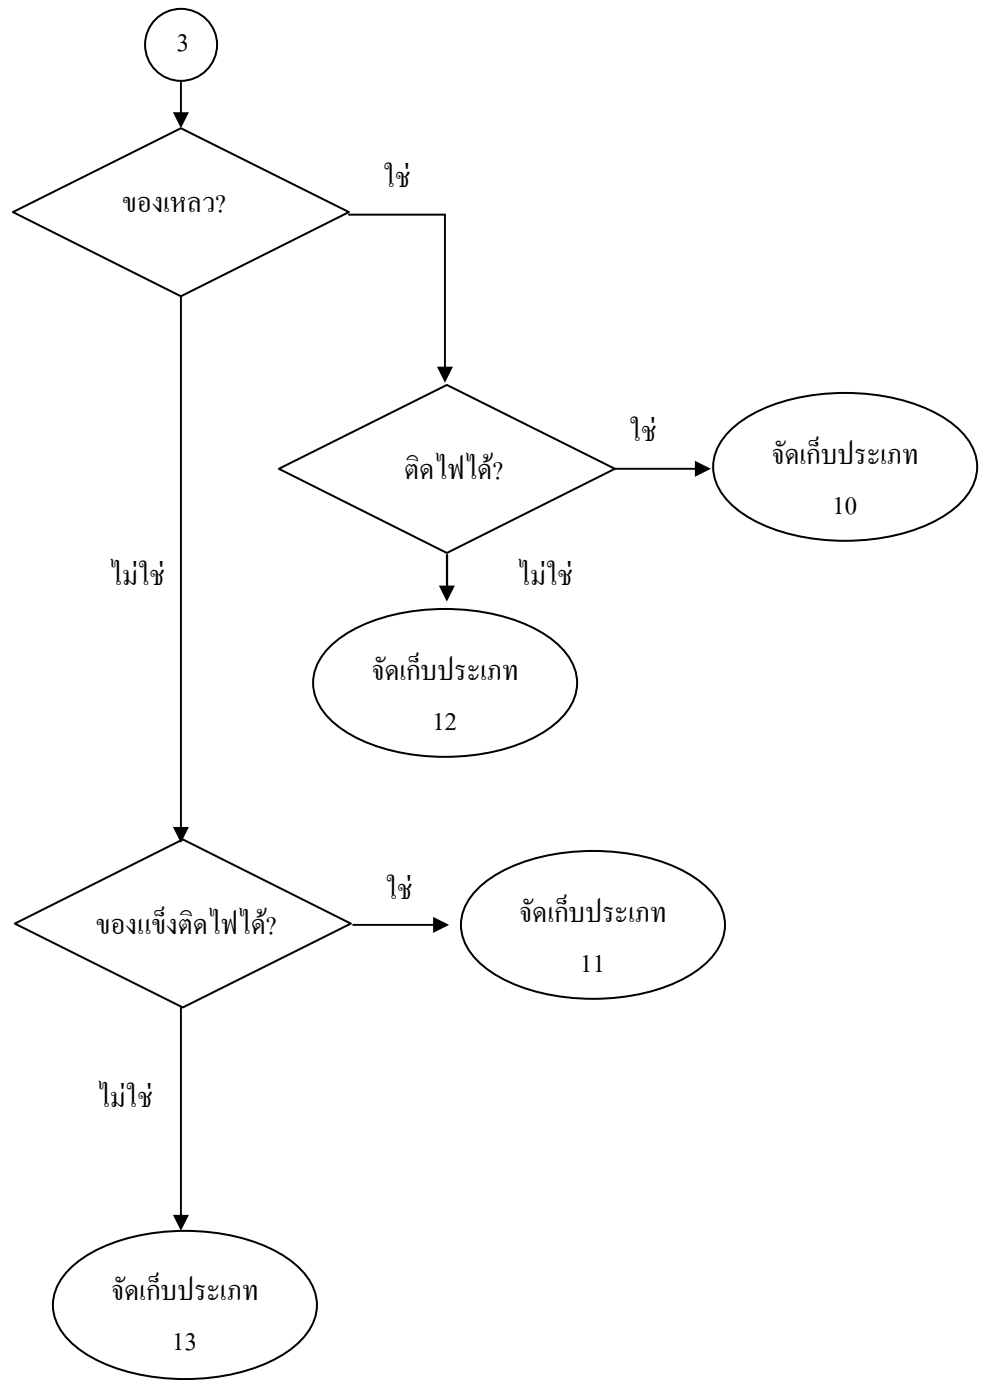 3
ใช่
ของเหลว?
ใช่
จัดเก็บประเภท
10
ติดไฟได้?
ไม่ใช่
ไม่ใช่
จัดเก็บประเภท
12
ใช่
จัดเก็บประเภท
11
ของแข็งติดไฟได้?
ไม่ใช่
จัดเก็บประเภท
13